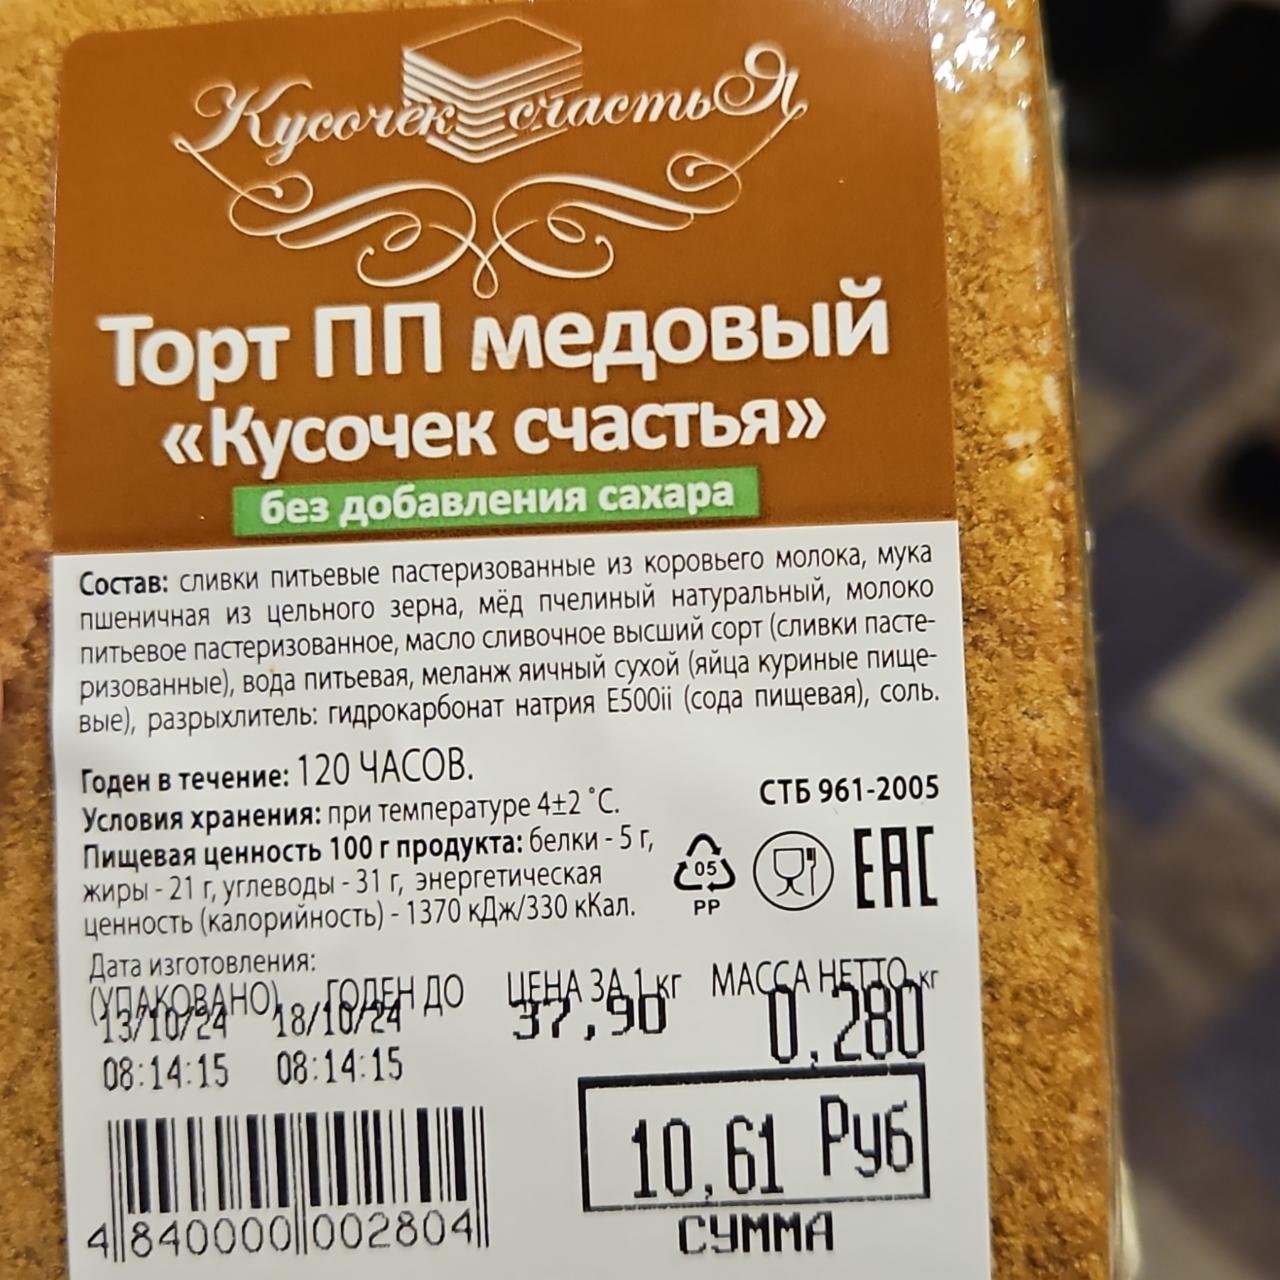 Кусочек счастьЯ
Торт ПП медовый
«Кусочек счастья»
без добавления сахара
Состав: сливки питьевые пастеризованные из коровьего молока, мука
пшеничная из цельного зерна, мёд пчелиный натуральный, молоко
питьевое пастеризованное, масло сливочное высший сорт (сливки пасте-
ризованные), вода питьевая, меланж яичный сухой (яйца куриные пище-
вые), разрыхлитель: гидрокарбонат натрия Е500ii (сода пищевая), соль.
Годен в течение: 120 ЧАСОВ.
Условия хранения: при температуре 4±2 °С.
СТБ 961-2005
Пищевая ценность 100 г продукта: белки - 5 г,
жиры - 21 г, углеводы - 31 г, энергетическая
ценность (калорийность) - 1370 кДж/330 кКал.
05
PP
EAC
Дата изготовления:
(УПАКОВАНО) ГОДЕН ДО ЦЕНА ЗА 1 кг МАССА НЕТТО, кг
13/10/24 18/10/24 37,90 0,280
08:14:15 08:14:15
10,61 Руб
СУММА
4 840000 002804